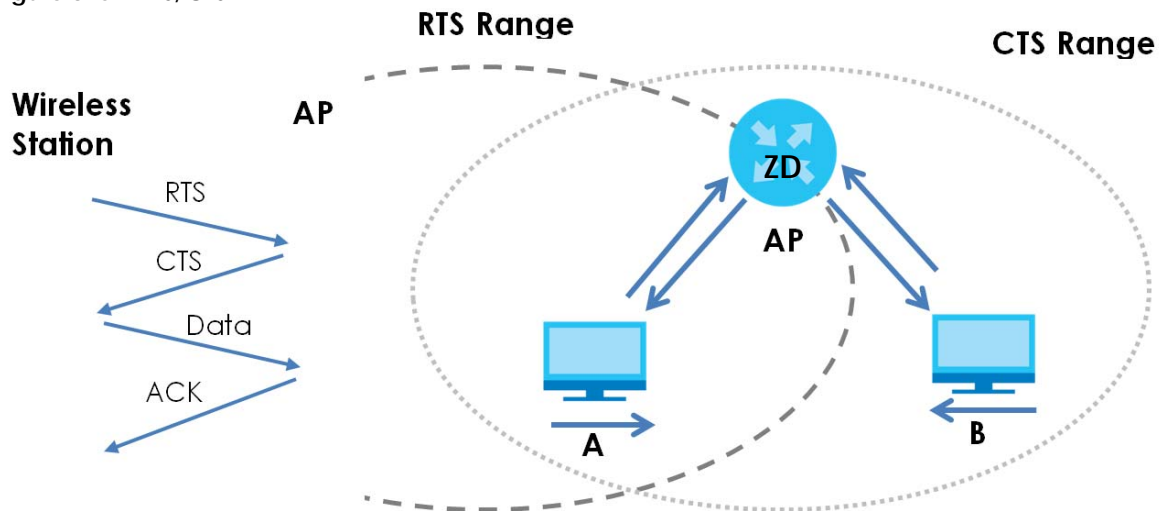 RTS Range
CTS Range
Wireless
Station
AP
RTS
CTS
Data
ACK
ZD
AP
A
B